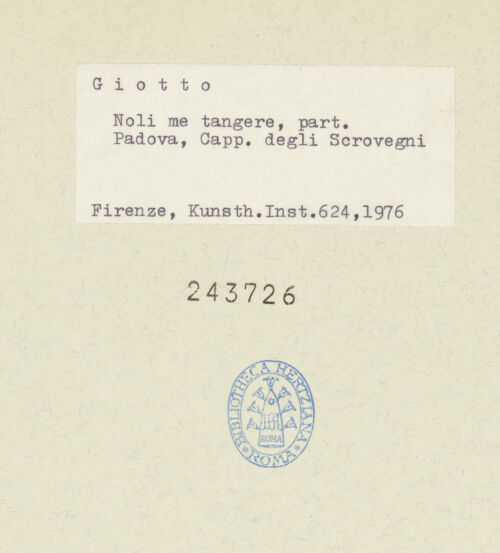 G i o t t o
Noli me tangere, part.
Padova, Capp. degli Scrovegni
Firenze, Kunsth.Inst.624,1976
243726
BIBLIOTHECA HERTZIANA
ROMA
* ROMA *